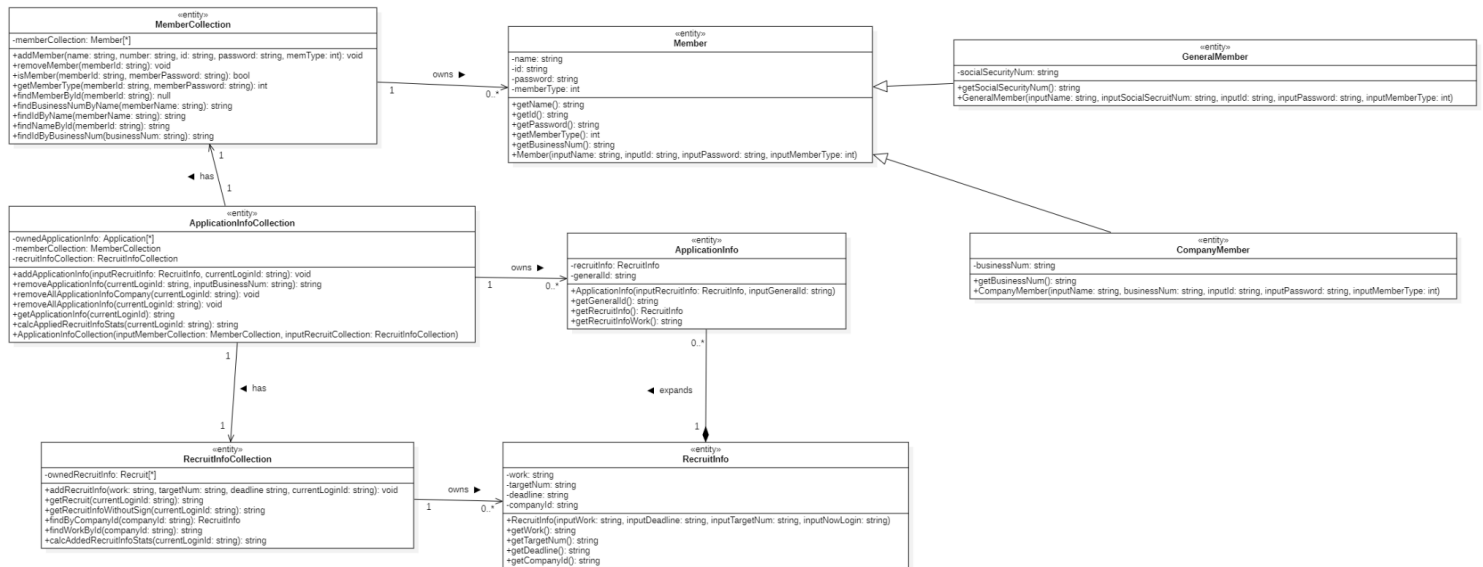 «entity»
MemberCollection
-memberCollection: Member[*]
+addMember(name: string, number: string, id: string, password: string, memType: int): void
+removeMember(memberId: string): void
+isMember(memberId: string, memberPassword: string): bool
+getMemberType(memberId: string, memberPassword: string): int
+findMemberById(memberId: string): null
+findBusinessNumByName(memberName: string): string
+findIdByName(memberName: string): string
+findNameById(memberId: string): string
+findIdByBusinessNum(businessNum: string): string
owns ►
1
0..*
«entity»
Member
-name: string
-id: string
-password: string
-memberType: int
+getName(): string
+getId(): string
+getPassword(): string
+getMemberType(): int
+getBusinessNum(): string
+Member(inputName: string, inputId: string, inputPassword: string, inputMemberType: int)
«entity»
GeneralMember
-socialSecurityNum: string
+getSocialSecurityNum(): string
+GeneralMember(inputName: string, inputSocialSecruitNum: string, inputId: string, inputPassword: string, inputMemberType: int)
1
◄ has
1
«entity»
ApplicationInfoCollection
-ownedApplicationInfo: Application[*]
-memberCollection: MemberCollection
-recruitInfoCollection: RecruitInfoCollection
+addApplicationInfo(inputRecruitInfo: RecruitInfo, currentLoginId: string): void
+removeApplicationInfo(currentLoginId: string, inputBusinessNum: string): string
+removeAllApplicationInfoCompany(currentLoginId: string): void
+removeAllApplicationInfo(currentLoginId: string): void
+getApplicationInfo(currentLoginId): string
+calcAppliedRecruitInfoStats(currentLoginId: string): string
+ApplicationInfoCollection(inputMemberCollection: MemberCollection, inputRecruitCollection: RecruitInfoCollection)
owns ►
1
0..*
«entity»
ApplicationInfo
-recruitInfo: RecruitInfo
-generalId: string
+ApplicationInfo(inputRecruitInfo: RecruitInfo, inputGeneralId: string)
+getGeneralId(): string
+getRecruitInfo(): RecruitInfo
+getRecruitInfoWork(): string
«entity»
CompanyMember
-businessNum: string
+getBusinessNum(): string
+CompanyMember(inputName: string, businessNum: string, inputId: string, inputPassword: string, inputMemberType: int)
1
◄ has
1
0..*
◄ expands
1
«entity»
RecruitInfoCollection
-ownedRecruitInfo: Recruit[*]
+addRecruitInfo(work: string, targetNum: string, deadline string, currentLoginId: string): void
+getRecruit(currentLoginId: string): string
+getRecruitInfoWithoutSign(currentLoginId: string): string
+findByCompanyId(companyId: string): RecruitInfo
+findWorkById(companyId: string): string
+calcAddedRecruitInfoStats(currentLoginId: string): string
owns ►
1
0..*
«entity»
RecruitInfo
-work: string
-targetNum: string
-deadline: string
-companyId: string
+RecruitInfo(inputWork: string, inputDeadline: string, inputTargetNum: string, inputNowLogin: string)
+getWork(): string
+getTargetNum(): string
+getDeadline(): string
+getCompanyId(): string